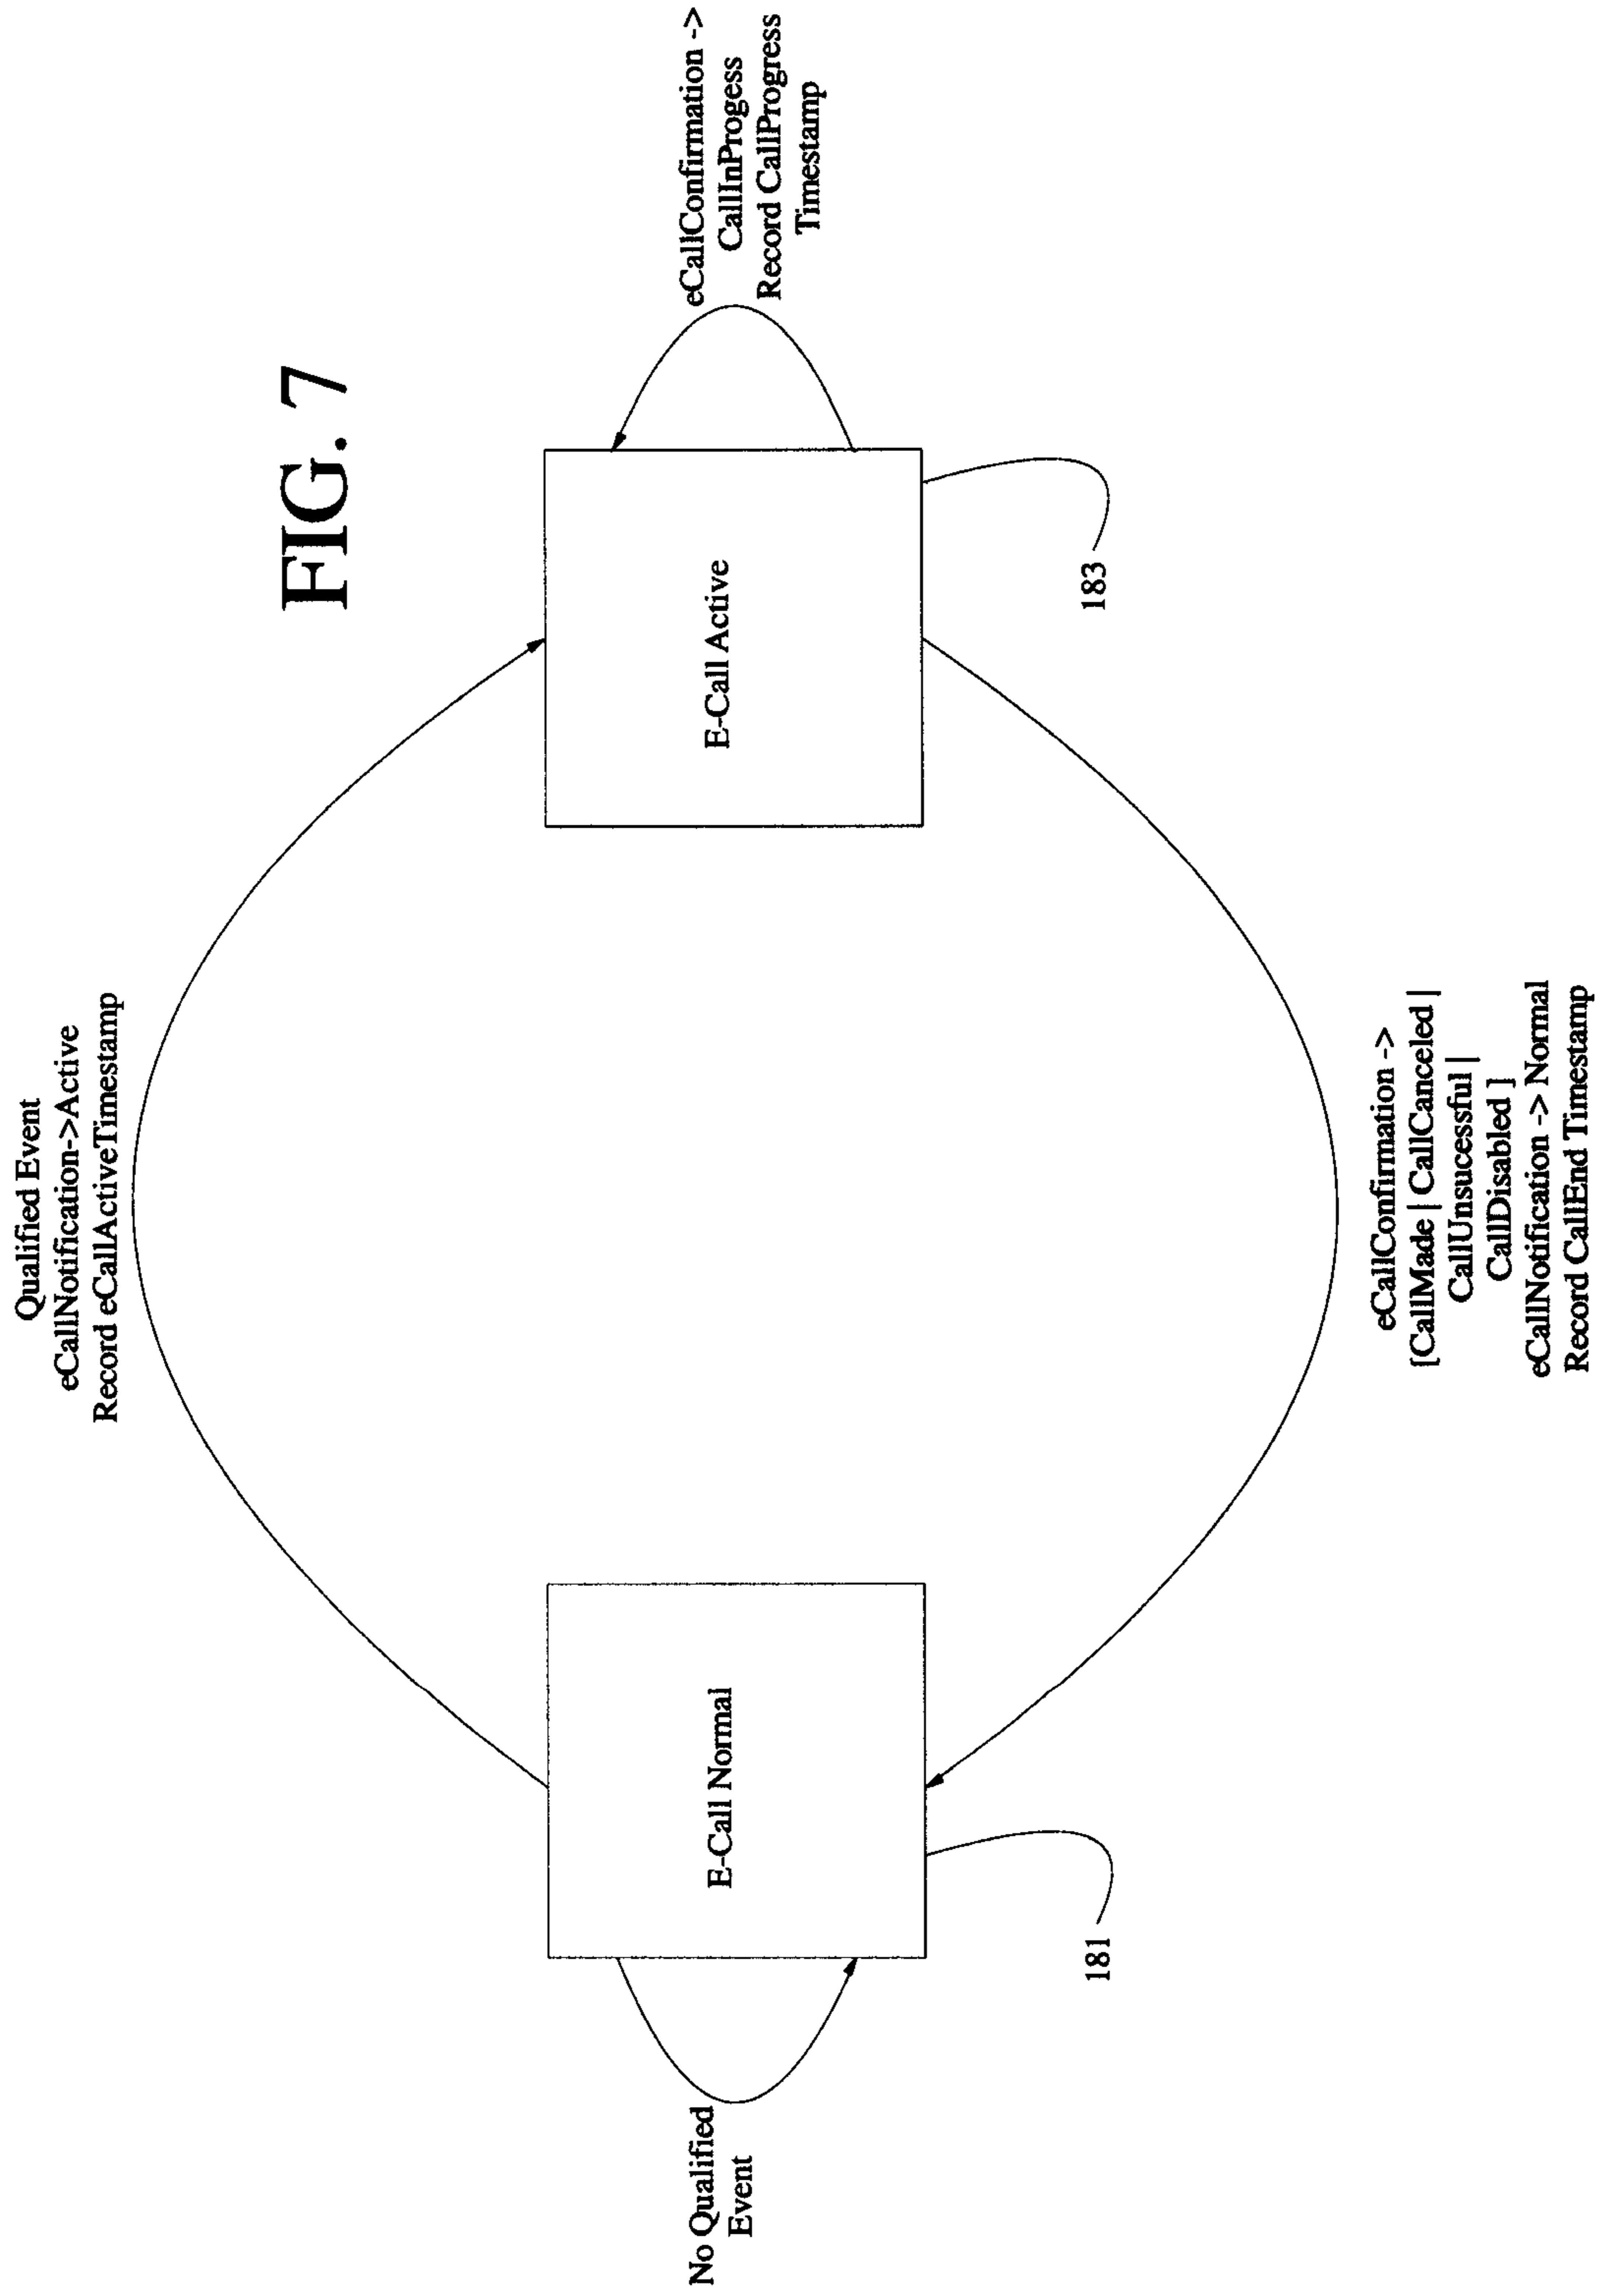 FIG. 7
Qualified Event
eCallNotification->Active
Record eCallActiveTimestamp
No Qualified
Event
E-Call Normal
181
E-Call Active
183
eCallConfirmation ->
CallInProgess
Record CallProgress
Timestamp
eCallConfirmation ->
[CallMade | CallCanceled |
CallUnsucessful |
CallDisabled ]
eCallNotification -> Normal
Record CallEnd Timestamp